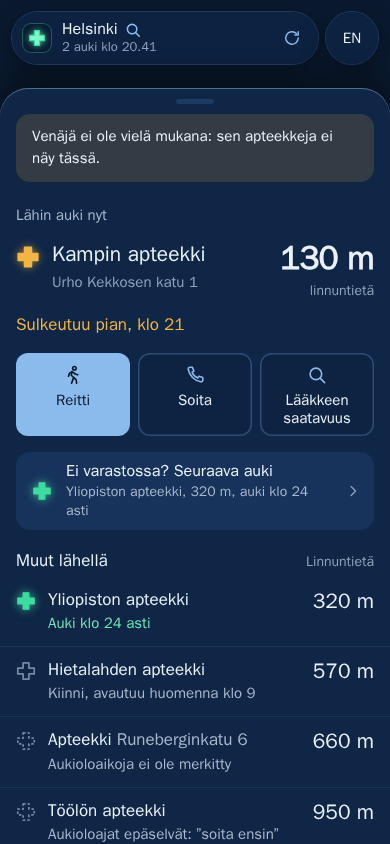 Helsinki
2 auki klo 20.41
EN
Venäjä ei ole vielä mukana: sen apteekkeja ei
näy tässä.
Lähin auki nyt
Kampin apteekki
130 m
Urho Kekkosen katu 1
linnuntietä
Sulkeutuu pian, klo 21
Reitti
Soita
Lääkkeen
saatavuus
Ei varastossa? Seuraava auki
Yliopiston apteekki, 320 m, auki klo 24
asti
Muut lähellä
Linnuntietä
Yliopiston apteekki
320 m
Auki klo 24 asti
Hietalahden apteekki
570 m
Kiinni, avautuu huomenna klo 9
Apteekki Runeberginkatu 6
660 m
Aukioloaikoja ei ole merkitty
Töölön apteekki
950 m
Aukioloajat epäselvät: ”soita ensin”